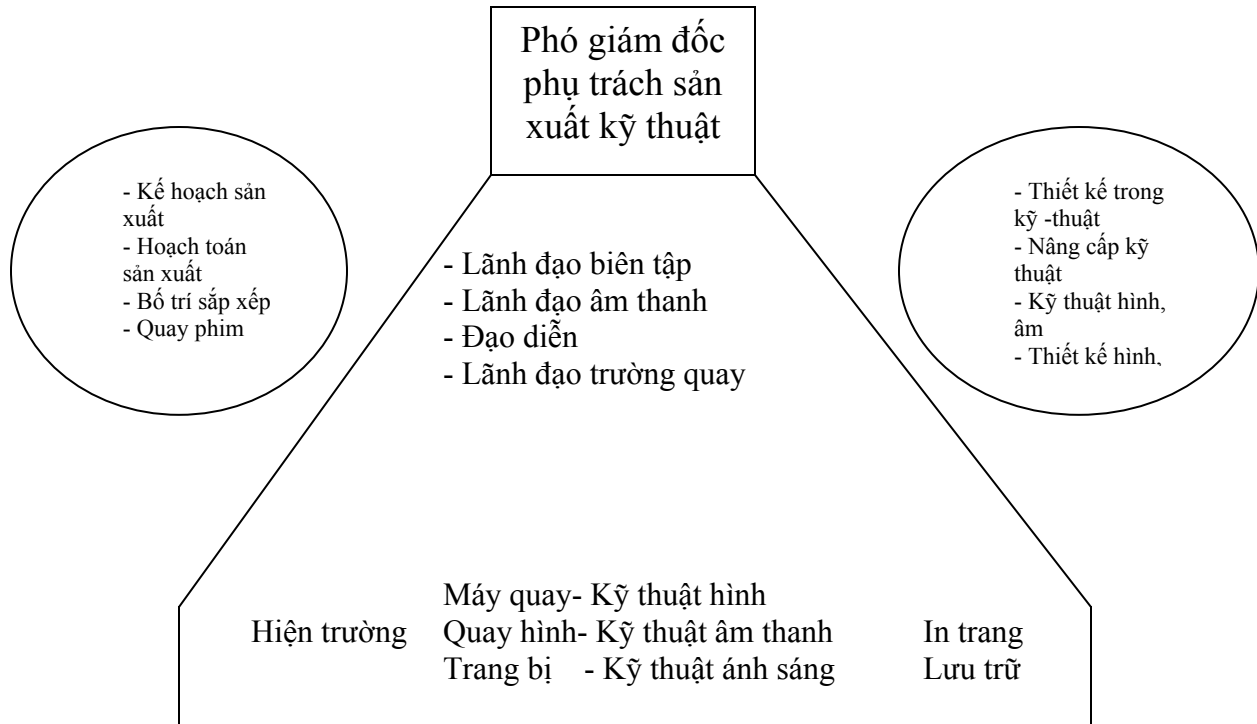 Phó giám đốc
phụ trách sản
xuất kỹ thuật
- Kế hoạch sản
xuất
- Hoạch toán
sản xuất
- Bố trí sắp xếp
- Quay phim
- Lãnh đạo biên tập
- Lãnh đạo âm thanh
- Đạo diễn
- Lãnh đạo trường quay
- Thiết kế trong
kỹ -thuật
- Nâng cấp kỹ
thuật
- Kỹ thuật hình,
âm
- Thiết kế hình,
Hiện trường
Máy quay- Kỹ thuật hình
Quay hình- Kỹ thuật âm thanh
Trang bị - Kỹ thuật ánh sáng
In trang
Lưu trữ